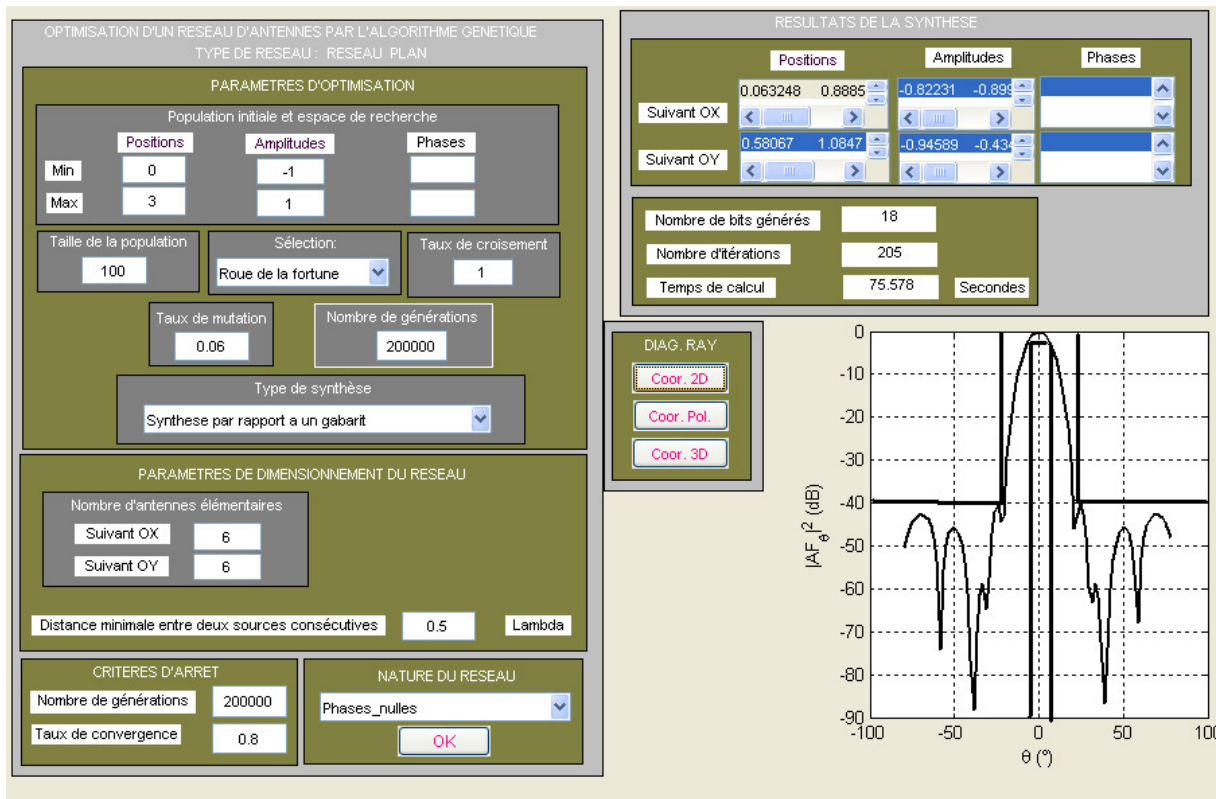 OPTIMISATION D'UN RESEAU D'ANTENNES PAR L'ALGORITHME GENETIQUE
TYPE DE RESEAU : RESEAU PLAN
PARAMETRES D'OPTIMISATION
Population initiale et espace de recherche
Positions Amplitudes Phases
Min 0 -1
Max 3 1
Taille de la population Sélection: Taux de croisement
100 Roue de la fortune 1
Taux de mutation Nombre de générations
0.06 200000
Type de synthèse
Synthese par rapport a un gabarit
PARAMETRES DE DIMENSIONNEMENT DU RESEAU
Nombre d'antennes élémentaires
Suivant OX 6
Suivant OY 6
Distance minimale entre deux sources consécutives 0.5 Lambda
CRITERES D'ARRET
Nombre de générations 200000
Taux de convergence 0.8
NATURE DU RESEAU
Phases_nulles
OK
RESULTATS DE LA SYNTHESE
Positions Amplitudes Phases
Suivant OX 0.063248 0.8885 -0.82231 -0.899
Suivant OY 0.58067 1.0847 -0.94589 -0.434
Nombre de bits générés 18
Nombre d'itérations 205
Temps de calcul 75.578 Secondes
DIAG. RAY
Coor. 2D
Coor. Pol.
Coor. 3D
|AFθ|² (dB)
0
-10
-20
-30
-40
-50
-60
-70
-80
-90
-100 -50 0 50 100
θ (°)